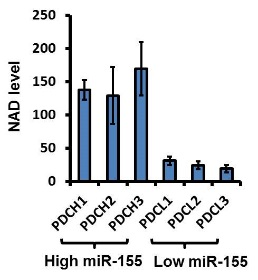 250
200
150
100
50
0
NAD level
PDCH1 PDCH2 PDCH3 PDCL1 PDCL2 PDCL3
High miR-155 Low miR-155